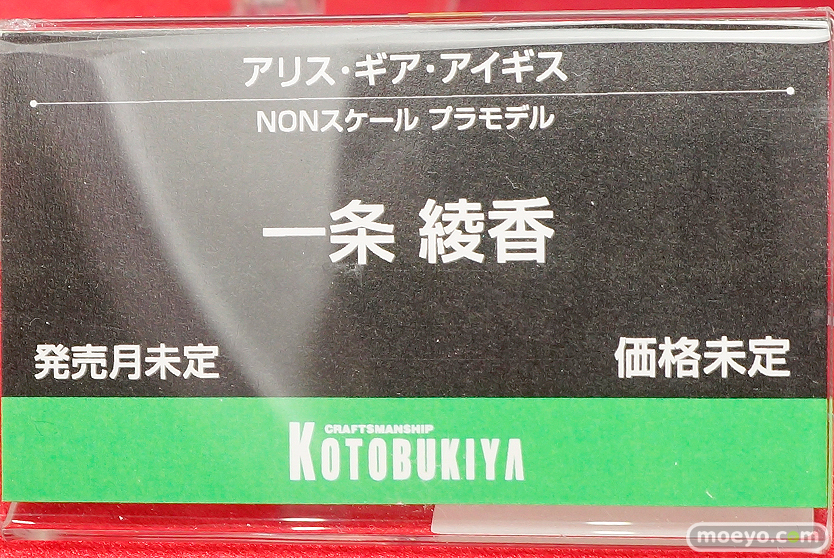 アリス・ギア・アイギス
NONスケール プラモデル
一条 綾香
発売月未定
価格未定
CRAFTSMANSHIP
KOTOBUKIYA
moeyo.com